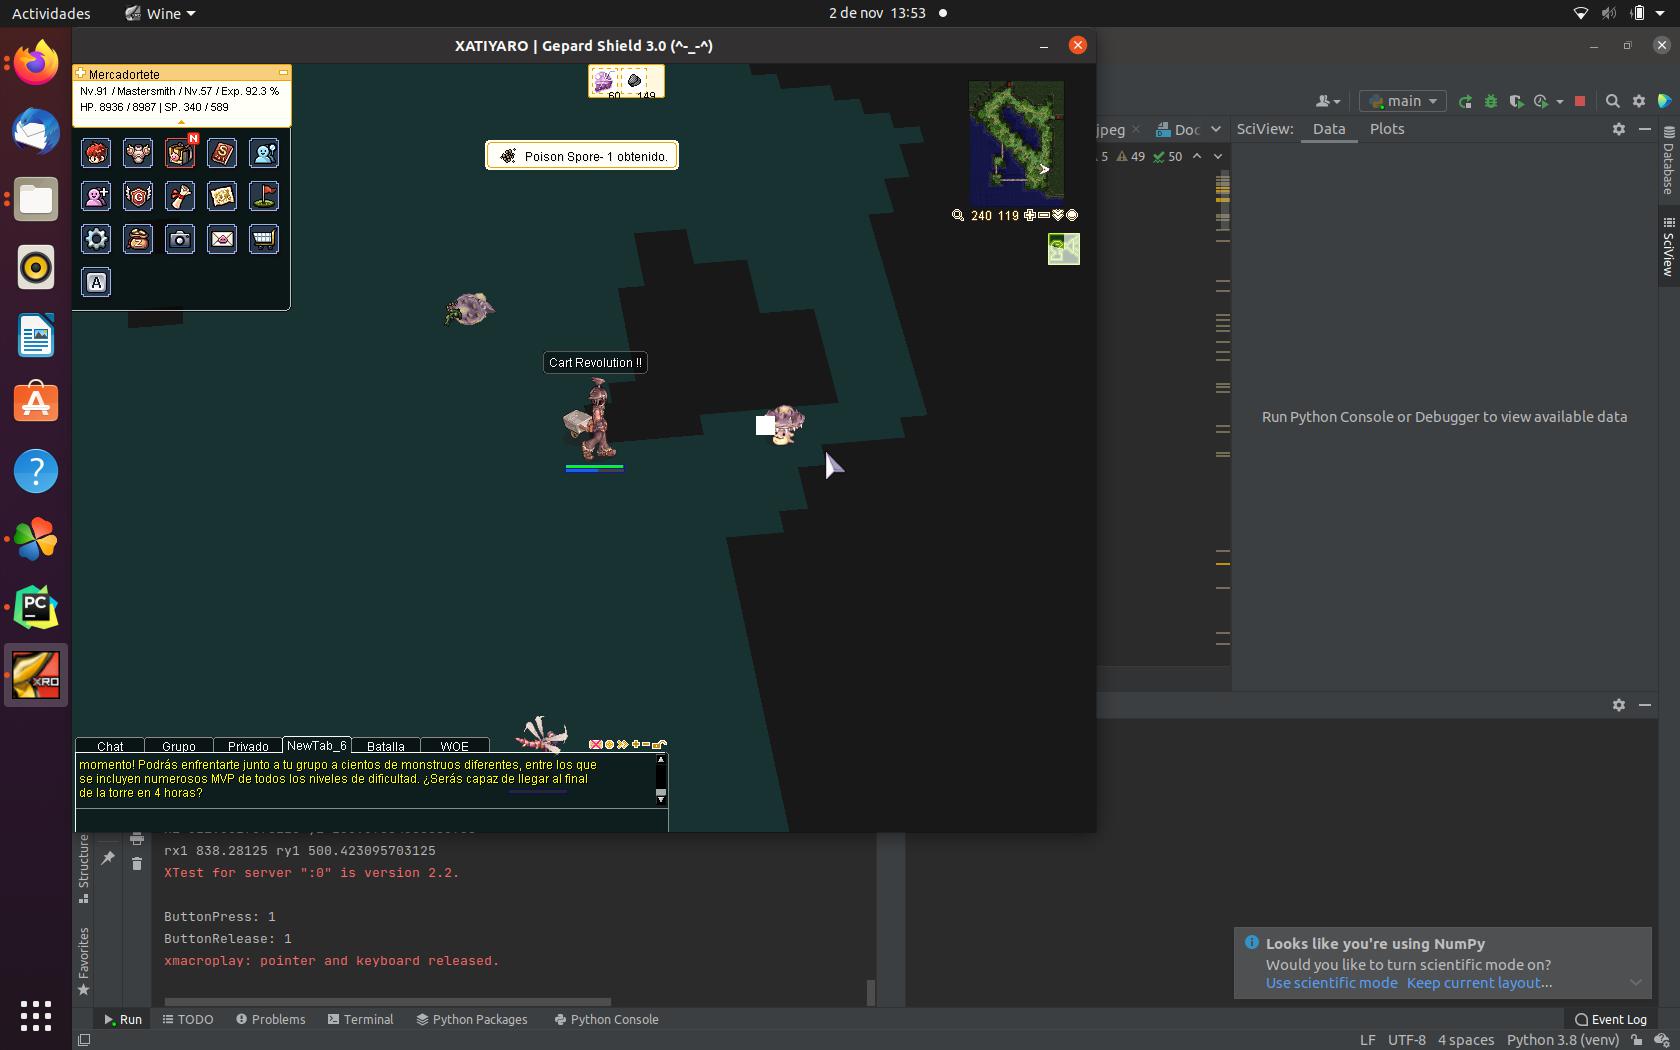 Actividades
Wine
2 de nov 13:53
XATIYARO | Gepard Shield 3.0 (^-_-^)
Mercadortete
Nv.91 / Mastersmith / Nv.57 / Exp. 92.3 %
HP. 8936 / 8987 | SP. 340 / 589
N
A
60 149
Poison Spore- 1 obtenido.
240 119
Cart Revolution !!
Chat
Grupo
Privado
NewTab_6
Batalla
WOE
momento! Podrás enfrentarte junto a tu grupo a cientos de monstruos diferentes, entre los que
se incluyen numerosos MVP de todos los niveles de dificultad. ¿Serás capaz de llegar al final
de la torre en 4 horas?
main
jpeg
Doc
SciView:
Data
Plots
5 49 50
Database
SciView
Run Python Console or Debugger to view available data
PC
XRO
Structure
Favorites
rx1 838.28125 ry1 500.423095703125
XTest for server ":0" is version 2.2.
ButtonPress: 1
ButtonRelease: 1
xmacroplay: pointer and keyboard released.
Looks like you're using NumPy
Would you like to turn scientific mode on?
Use scientific mode Keep current layout...
Run
TODO
Problems
Terminal
Python Packages
Python Console
Event Log
LF UTF-8 4 spaces Python 3.8 (venv)